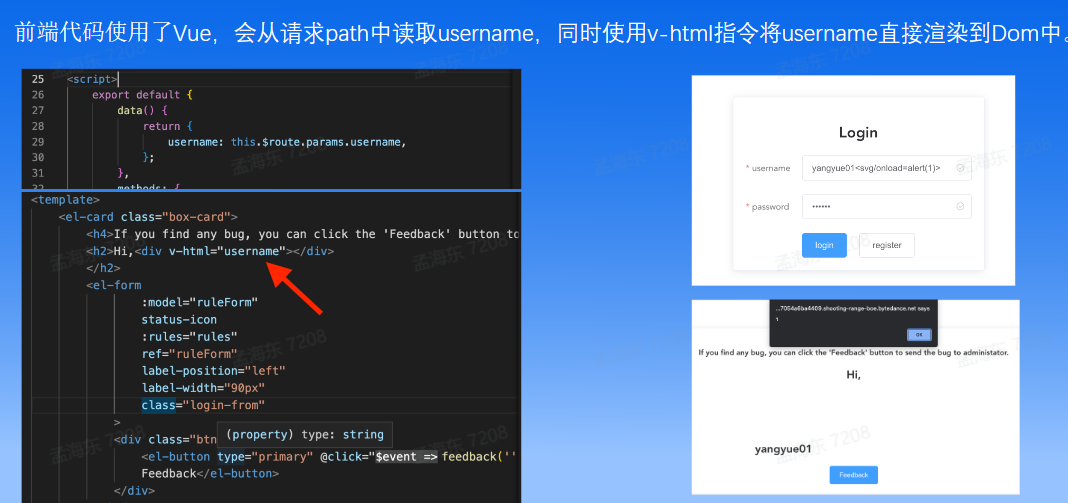 前端代码使用了Vue，会从请求path中读取username，同时使用v-html指令将username直接渲染到Dom中。
25 <script>
26 export default {
27 data() {
28 return {
29 username: this.$route.params.username,
30 };
31 },
32 methods: {
<template>
<el-card class="box-card">
<h4>If you find any bug, you can click the 'Feedback' button to
<h2>Hi,<div v-html="username"></div>
</h2>
<el-form
:model="ruleForm"
status-icon
:rules="rules"
ref="ruleForm"
label-position="left"
label-width="90px"
class="login-from"
>
<div class="btn
(property) type: string
<el-button type="primary" @click="$event => feedback(''
Feedback</el-button>
</div>
Login
* username yangyue01<svg/onload=alert(1)>
* password ••••••
login register
...7054a6ba4409.shooting-range-boe.bytedance.net says
1
OK
If you find any bug, you can click the 'Feedback' button to send the bug to administator.
Hi,
yangyue01
Feedback
孟海东 7208